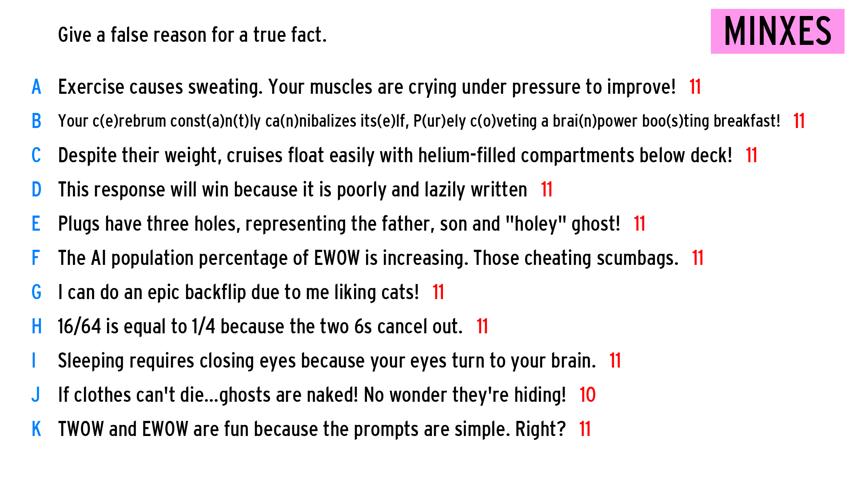 Give a false reason for a true fact.
MINXES
A Exercise causes sweating. Your muscles are crying under pressure to improve! 11
B Your c(e)rebrum const(a)n(t)ly ca(n)nibalizes its(e)lf, P(ur)ely c(o)veting a brai(n)power boo(s)ting breakfast! 11
C Despite their weight, cruises float easily with helium-filled compartments below deck! 11
D This response will win because it is poorly and lazily written 11
E Plugs have three holes, representing the father, son and "holey" ghost! 11
F The AI population percentage of EWOW is increasing. Those cheating scumbags. 11
G I can do an epic backflip due to me liking cats! 11
H 16/64 is equal to 1/4 because the two 6s cancel out. 11
I Sleeping requires closing eyes because your eyes turn to your brain. 11
J If clothes can't die...ghosts are naked! No wonder they're hiding! 10
K TWOW and EWOW are fun because the prompts are simple. Right? 11